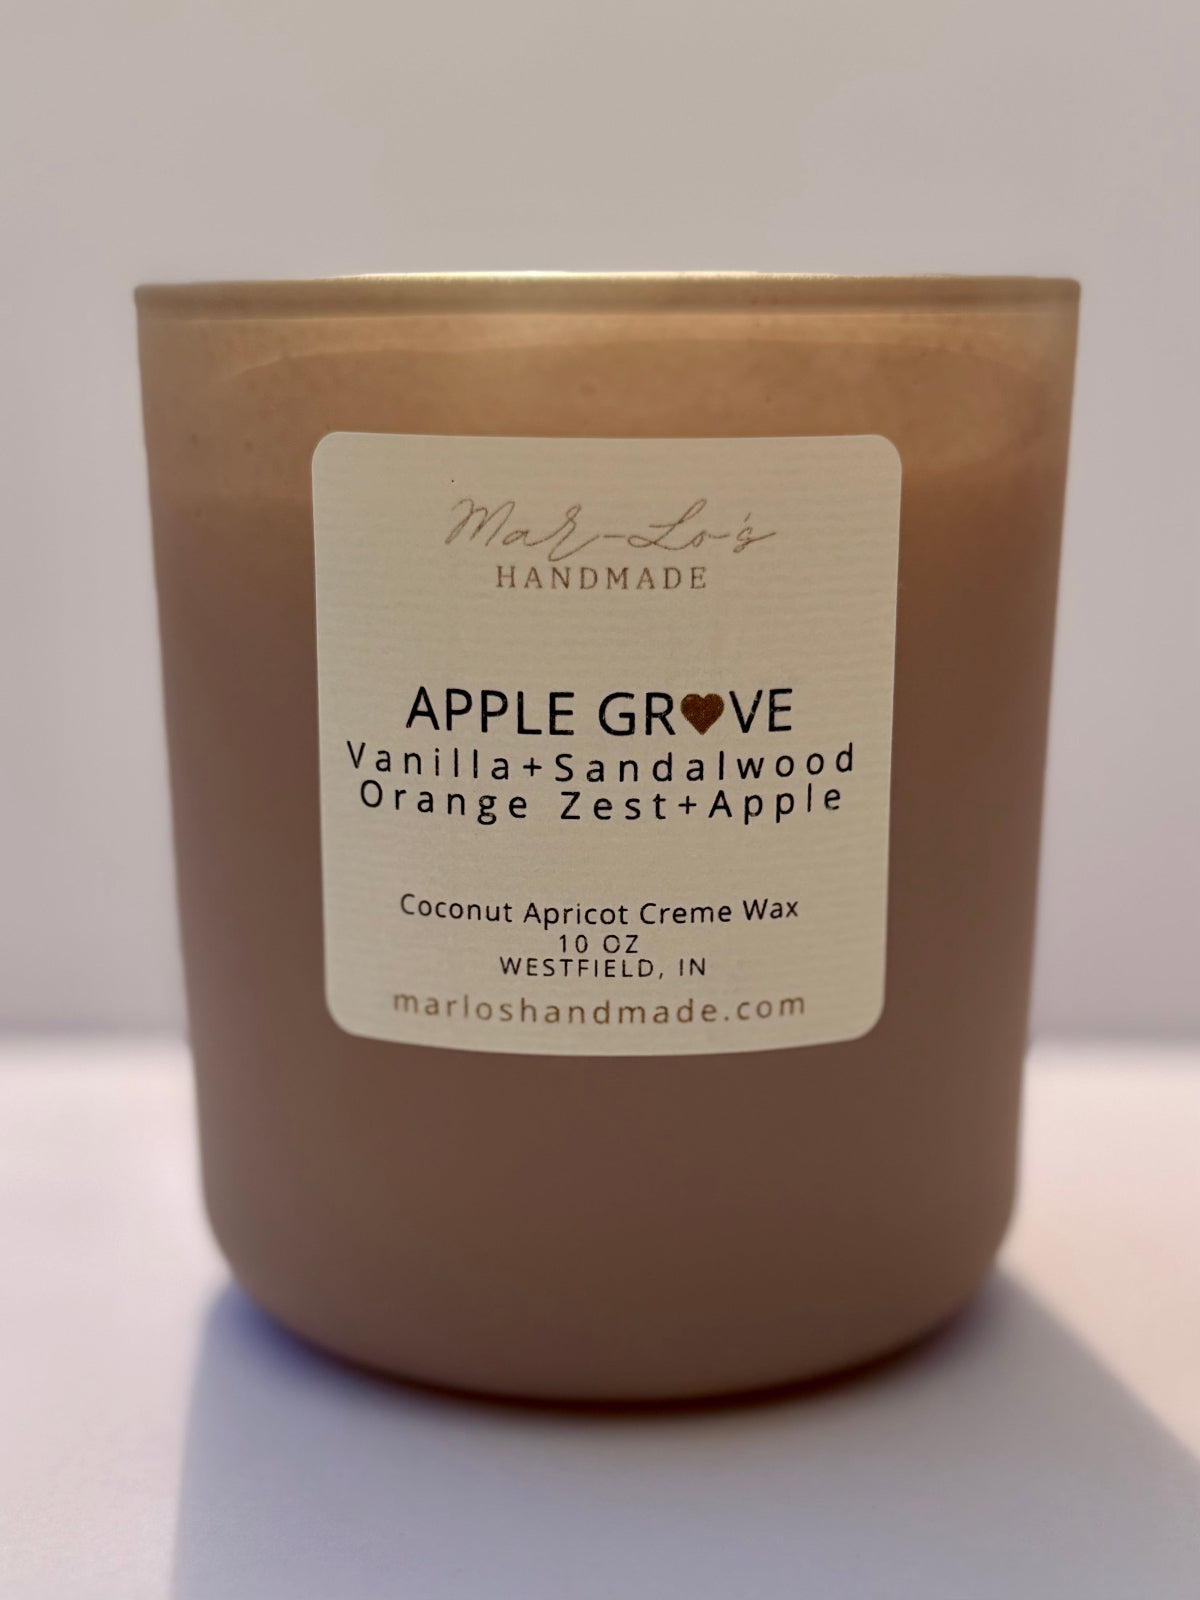 Mar-Lo's
HANDMADE
APPLE GR♥VE
Vanilla+Sandalwood
Orange Zest+Apple
Coconut Apricot Creme Wax
10 OZ
WESTFIELD, IN
marloshandmade.com